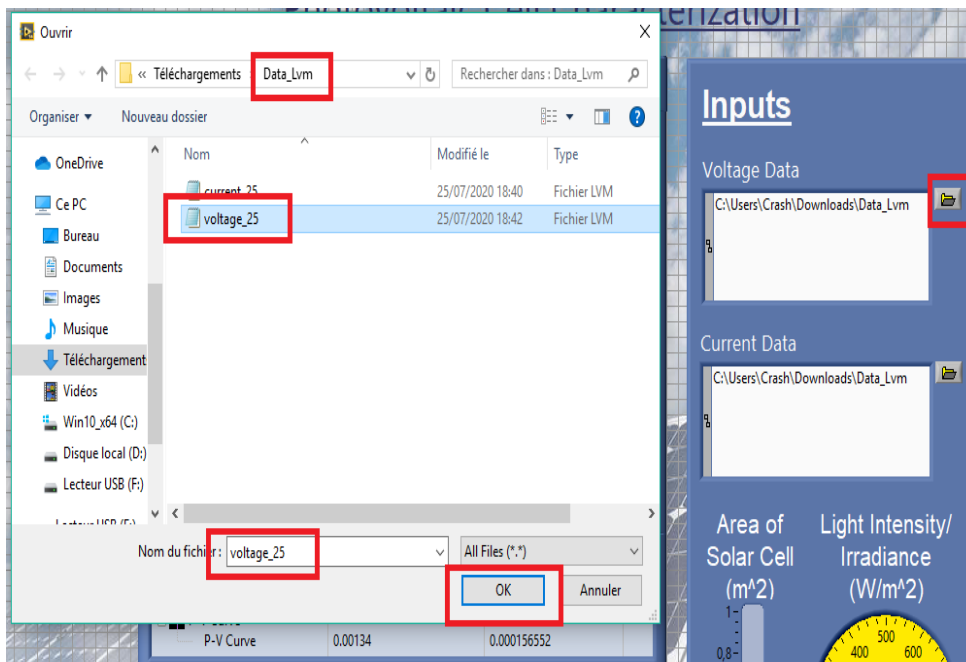 Ouvrir
« Téléchargements
Data_Lvm
Rechercher dans : Data_Lvm
Organiser
Nouveau dossier
Nom
Modifié le
Type
current_25
25/07/2020 18:40
Fichier LVM
voltage_25
25/07/2020 18:42
Fichier LVM
OneDrive
Ce PC
Bureau
Documents
Images
Musique
Téléchargement
Vidéos
Win10_x64 (C:)
Disque local (D:)
Lecteur USB (F:)
Lecteur USB (F:)
Nom du fichier :
voltage_25
All Files (*.*)
OK
Annuler
P-V Curve
0.00134
0.000156552
Inputs
Voltage Data
C:\Users\Crash\Downloads\Data_Lvm
Current Data
C:\Users\Crash\Downloads\Data_Lvm
Area of
Solar Cell
(m^2)
1-
0,8-
Light Intensity/
Irradiance
(W/m^2)
400
500
600